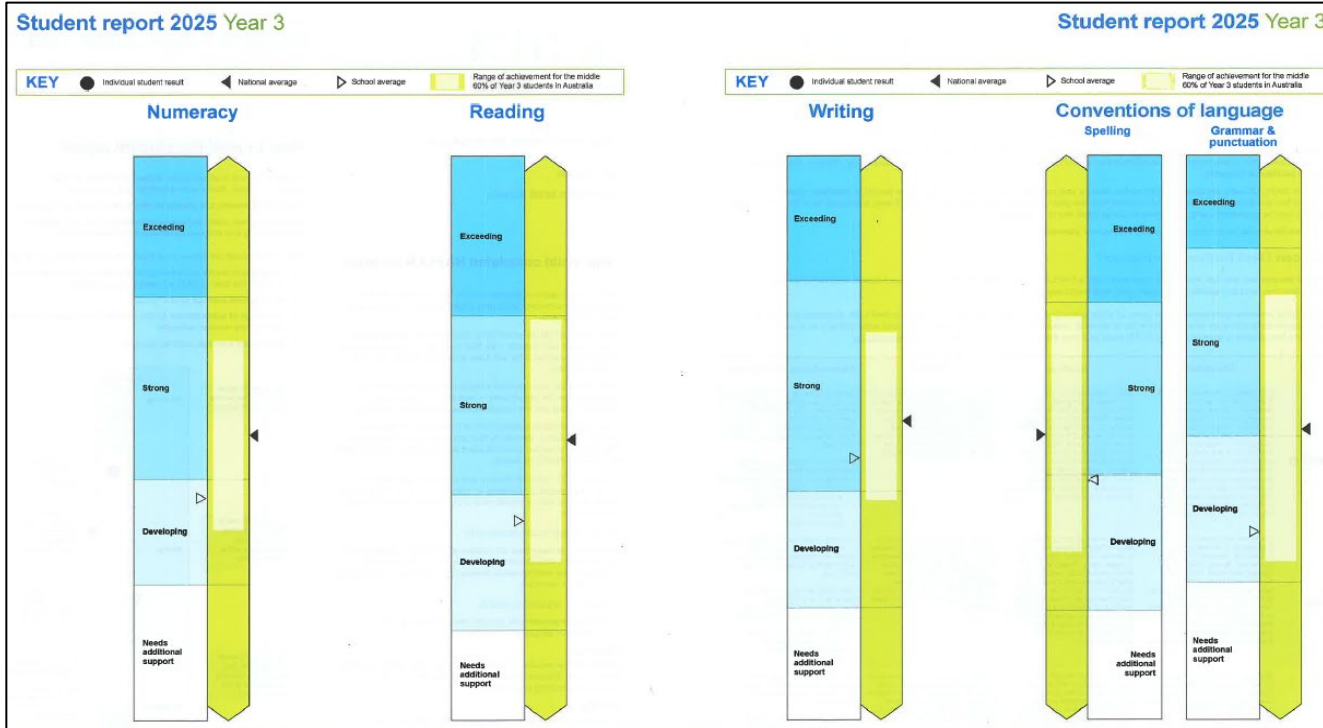 Student report 2025 Year 3
KEY Individual student result National average School average Range of achievement for the middle
60% of Year 3 students in Australia
Numeracy
Exceeding
Strong
Developing
Needs
additional
support
Reading
Exceeding
Strong
Developing
Needs
additional
support
Student report 2025 Year 3
KEY Individual student result National average School average Range of achievement for the middle
60% of Year 3 students in Australia
Writing
Exceeding
Strong
Developing
Needs
additional
support
Conventions of language
Spelling
Exceeding
Strong
Developing
Needs
additional
support
Grammar &
punctuation
Exceeding
Strong
Developing
Needs
additional
support